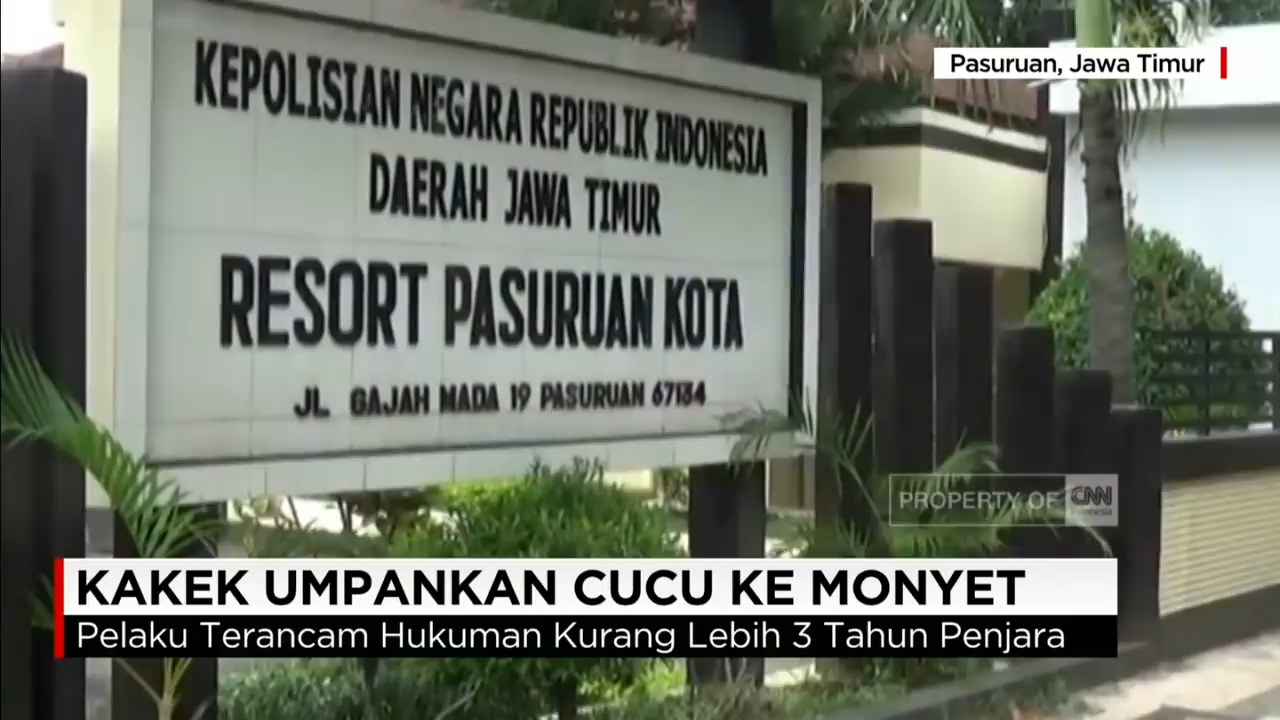 Pasuruan, Jawa Timur
KEPOLISIAN NEGARA REPUBLIK INDONESIA
DAERAH JAWA TIMUR
RESORT PASURUAN KOTA
JL. GAJAH MADA 19 PASURUAN 67134
PROPERTY OF CNN Indonesia
KAKEK UMPANKAN CUCU KE MONYET
Pelaku Terancam Hukuman Kurang Lebih 3 Tahun Penjara